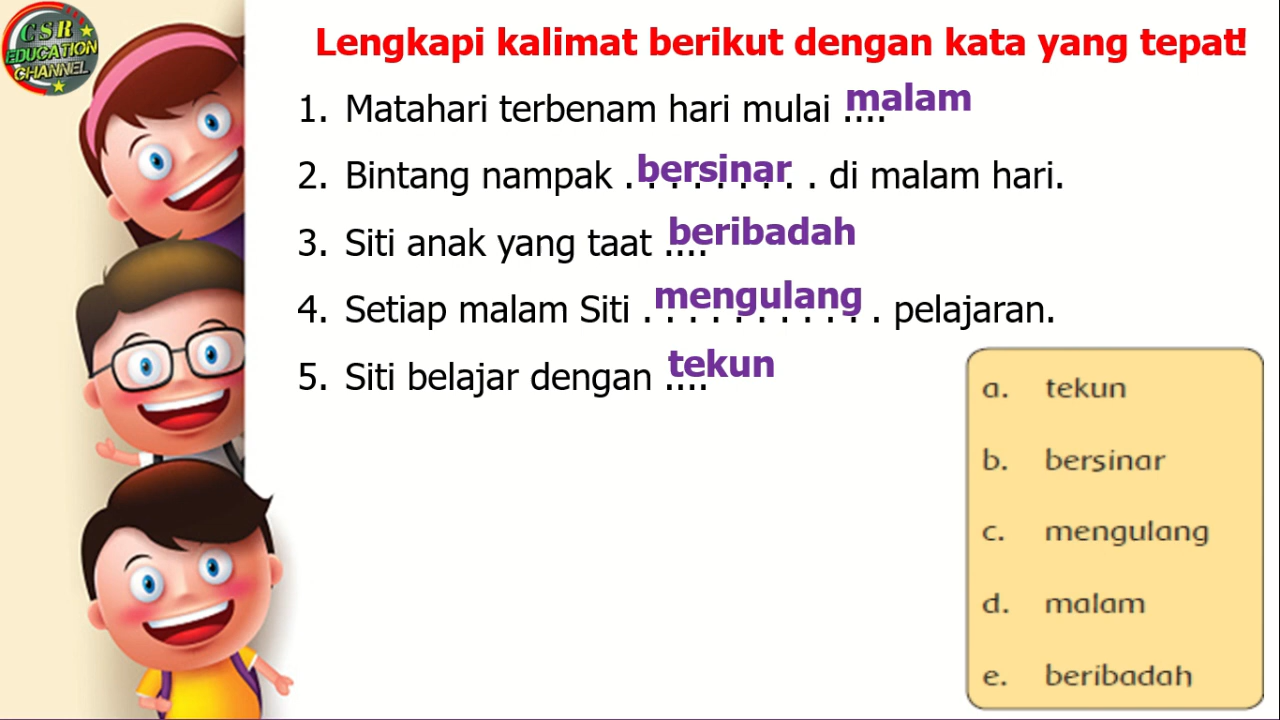 CSR
EDUCATION
CHANNEL
Lengkapi kalimat berikut dengan kata yang tepat!
1. Matahari terbenam hari mulai .... malam
2. Bintang nampak . . . . . . . . . bersinar di malam hari.
3. Siti anak yang taat .... beribadah
4. Setiap malam Siti . . . . . . . . . . . mengulang pelajaran.
5. Siti belajar dengan .... tekun
a. tekun
b. bersinar
c. mengulang
d. malam
e. beribadah